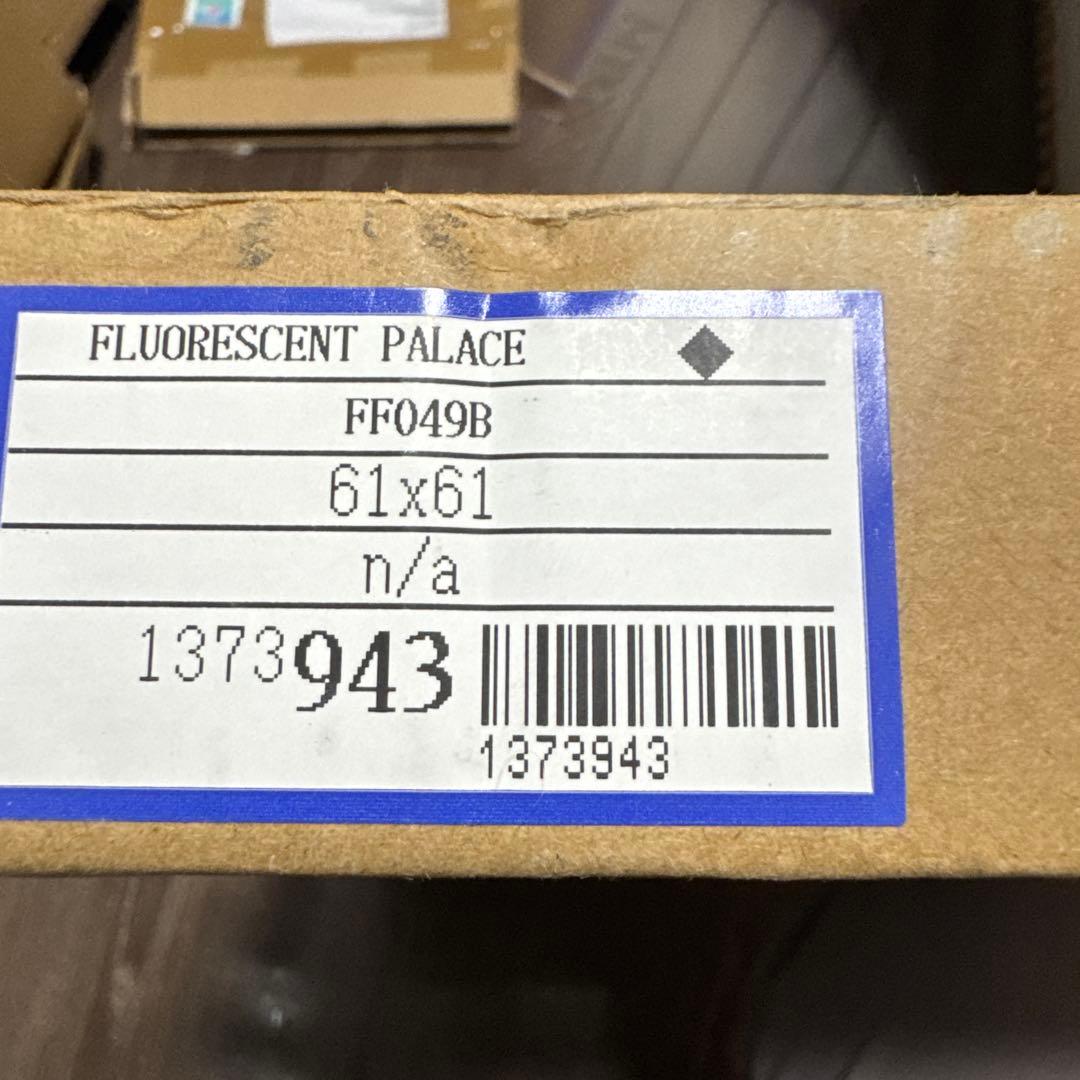 FLUORESCENT PALACE
FF049B
61x61
n/a
1373943
1373943